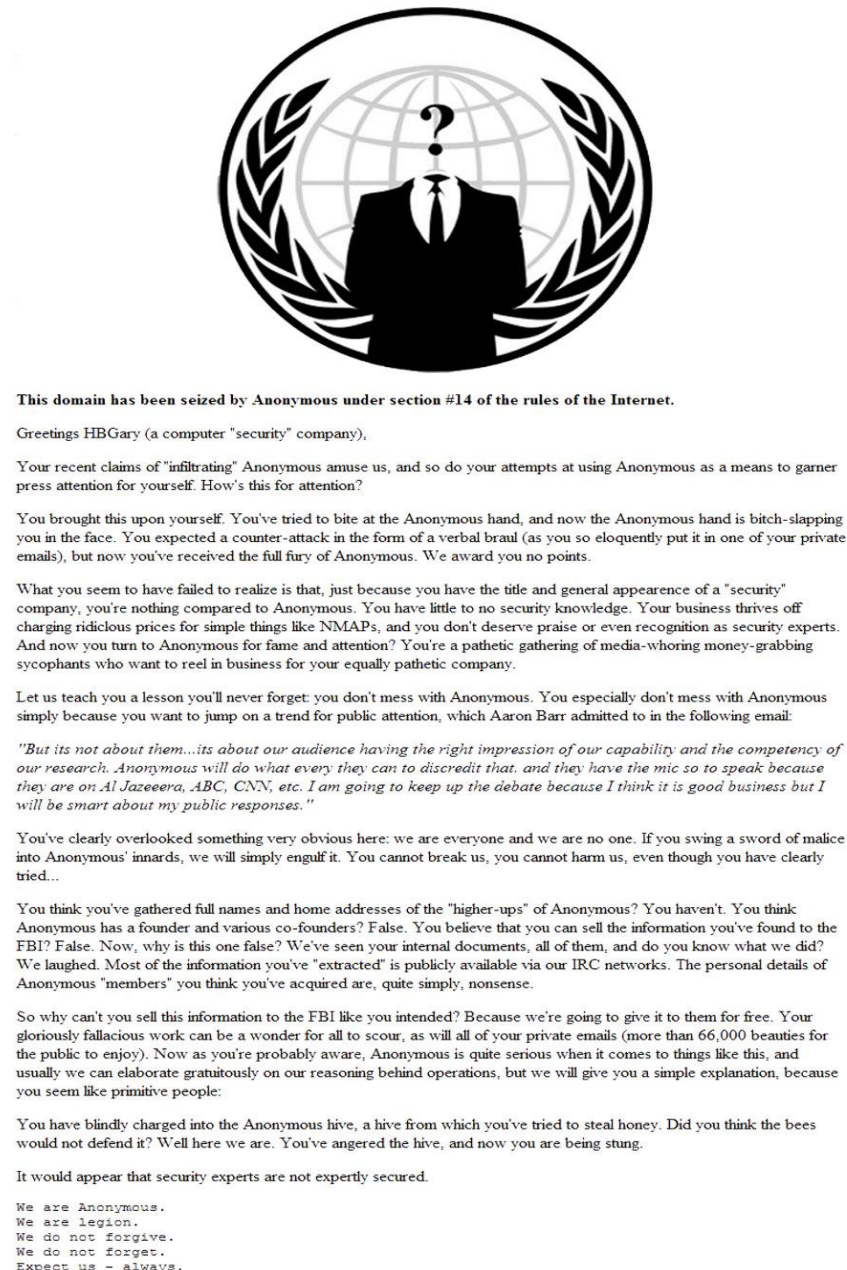 ?
This domain has been seized by Anonymous under section #14 of the rules of the Internet.
Greetings HBGary (a computer "security" company),
Your recent claims of "infiltrating" Anonymous amuse us, and so do your attempts at using Anonymous as a means to garner
press attention for yourself. How's this for attention?
You brought this upon yourself. You've tried to bite at the Anonymous hand, and now the Anonymous hand is bitch-slapping
you in the face. You expected a counter-attack in the form of a verbal braul (as you so eloquently put it in one of your private
emails), but now you've received the full fury of Anonymous. We award you no points.
What you seem to have failed to realize is that, just because you have the title and general appearence of a "security"
company, you're nothing compared to Anonymous. You have little to no security knowledge. Your business thrives off
charging ridiclous prices for simple things like NMAPs, and you don't deserve praise or even recognition as security experts.
And now you turn to Anonymous for fame and attention? You're a pathetic gathering of media-whoring money-grabbing
sycophants who want to reel in business for your equally pathetic company.
Let us teach you a lesson you'll never forget: you don't mess with Anonymous. You especially don't mess with Anonymous
simply because you want to jump on a trend for public attention, which Aaron Barr admitted to in the following email:
"But its not about them...its about our audience having the right impression of our capability and the competency of
our research. Anonymous will do what every they can to discredit that. and they have the mic so to speak because
they are on Al Jazeeera, ABC, CNN, etc. I am going to keep up the debate because I think it is good business but I
will be smart about my public responses."
You've clearly overlooked something very obvious here: we are everyone and we are no one. If you swing a sword of malice
into Anonymous' innards, we will simply engulf it. You cannot break us, you cannot harm us, even though you have clearly
tried...
You think you've gathered full names and home addresses of the "higher-ups" of Anonymous? You haven't. You think
Anonymous has a founder and various co-founders? False. You believe that you can sell the information you've found to the
FBI? False. Now, why is this one false? We've seen your internal documents, all of them, and do you know what we did?
We laughed. Most of the information you've "extracted" is publicly available via our IRC networks. The personal details of
Anonymous "members" you think you've acquired are, quite simply, nonsense.
So why can't you sell this information to the FBI like you intended? Because we're going to give it to them for free. Your
gloriously fallacious work can be a wonder for all to scour, as will all of your private emails (more than 66,000 beauties for
the public to enjoy). Now as you're probably aware, Anonymous is quite serious when it comes to things like this, and
usually we can elaborate gratuitously on our reasoning behind operations, but we will give you a simple explanation, because
you seem like primitive people:
You have blindly charged into the Anonymous hive, a hive from which you've tried to steal honey. Did you think the bees
would not defend it? Well here we are. You've angered the hive, and now you are being stung.
It would appear that security experts are not expertly secured.
We are Anonymous.
We are legion.
We do not forgive.
We do not forget.
Expect us - always.